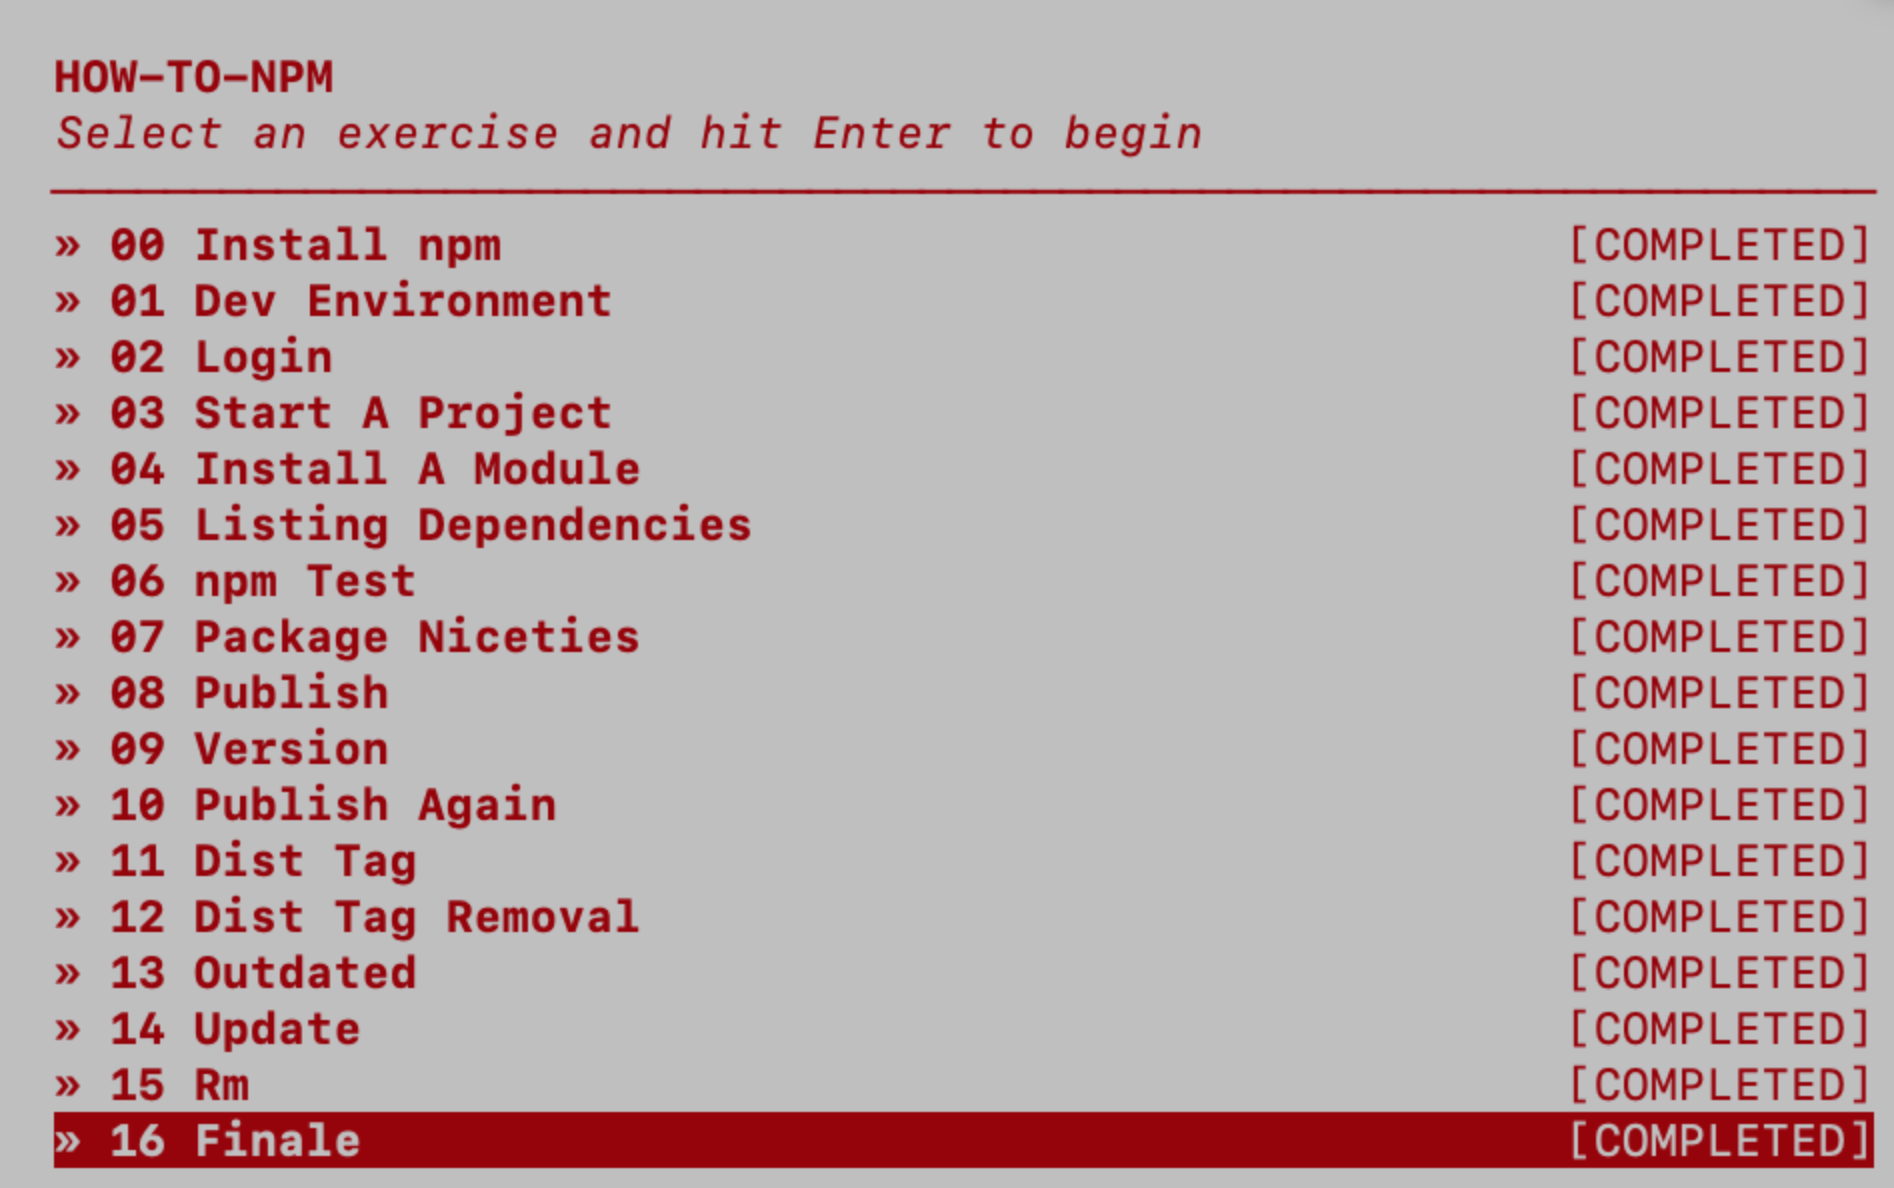 HOW-TO-NPM
Select an exercise and hit Enter to begin
» 00 Install npm [COMPLETED]
» 01 Dev Environment [COMPLETED]
» 02 Login [COMPLETED]
» 03 Start A Project [COMPLETED]
» 04 Install A Module [COMPLETED]
» 05 Listing Dependencies [COMPLETED]
» 06 npm Test [COMPLETED]
» 07 Package Niceties [COMPLETED]
» 08 Publish [COMPLETED]
» 09 Version [COMPLETED]
» 10 Publish Again [COMPLETED]
» 11 Dist Tag [COMPLETED]
» 12 Dist Tag Removal [COMPLETED]
» 13 Outdated [COMPLETED]
» 14 Update [COMPLETED]
» 15 Rm [COMPLETED]
» 16 Finale [COMPLETED]